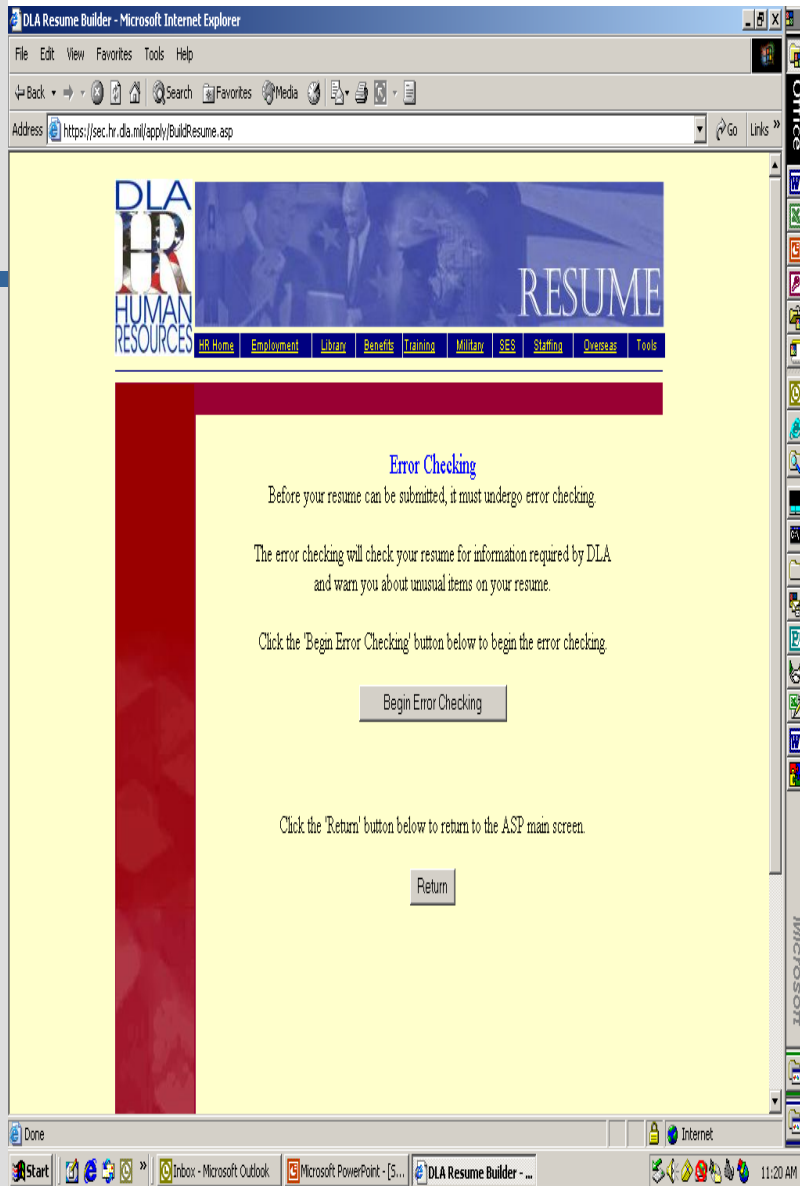 DLA Resume Builder - Microsoft Internet Explorer
File Edit View Favorites Tools Help
Back Search Favorites Media
Address https://sec.hr.dla.mil/apply/BuildResume.asp Go Links »
Office
DLA
HR
HUMAN
RESOURCES
RESUME
HR Home Employment Library Benefits Training Military SES Staffing Overseas Tools
Error Checking
Before your resume can be submitted, it must undergo error checking.
The error checking will check your resume for information required by DLA
and warn you about unusual items on your resume.
Click the 'Begin Error Checking' button below to begin the error checking.
Begin Error Checking
Click the 'Return' button below to return to the ASP main screen.
Return
Microsoft
Done Internet
Start » Inbox - Microsoft Outlook Microsoft PowerPoint - [S... DLA Resume Builder - ... 11:20 AM